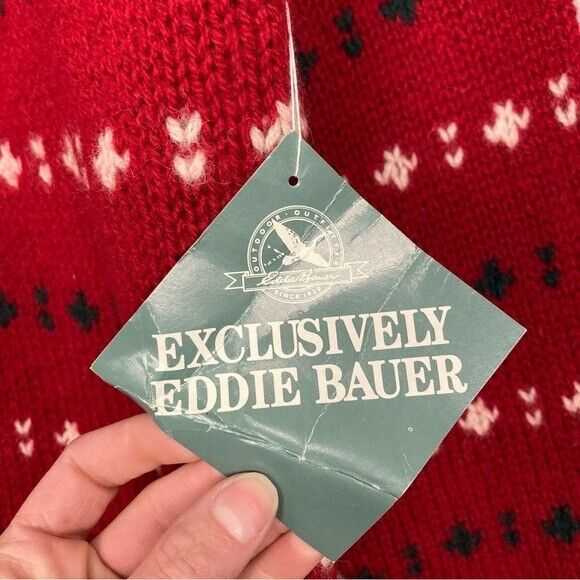 OUTDOOR · OUTFITTER
Eddie Bauer
SINCE 1920
EXCLUSIVELY
EDDIE BAUER